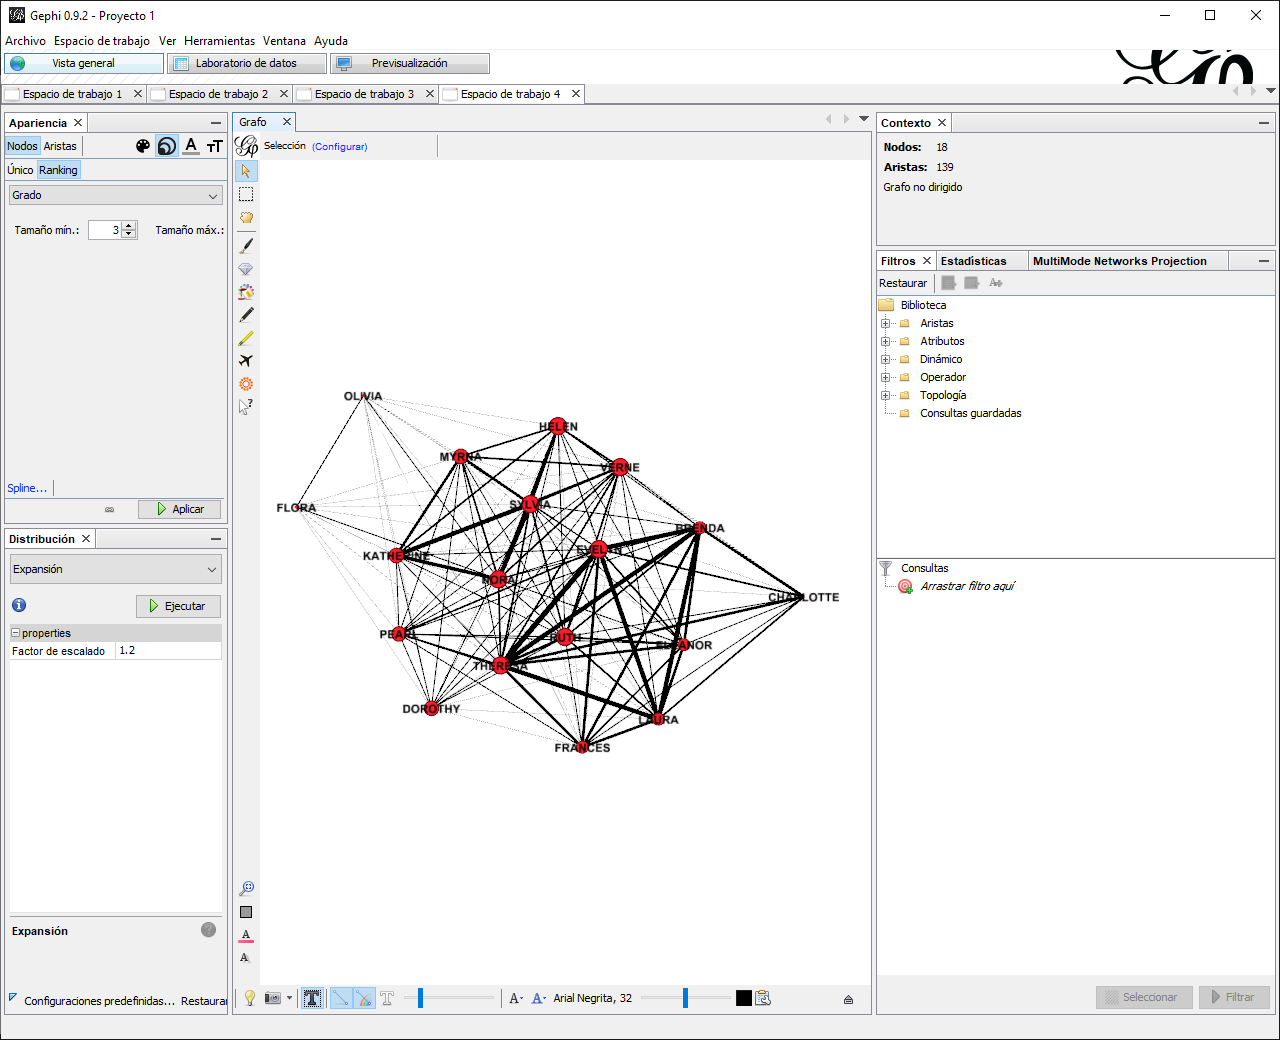 Gephi 0.9.2 - Proyecto 1
Archivo Espacio de trabajo Ver Herramientas Ventana Ayuda
Vista general Laboratorio de datos Previsualización
Espacio de trabajo 1 Espacio de trabajo 2 Espacio de trabajo 3 Espacio de trabajo 4
Apariencia
Nodos Aristas
Único Ranking
Grado
Tamaño mín.: 3 Tamaño máx.:
Spline...
Aplicar
Distribución
Expansión
Ejecutar
properties
Factor de escalado 1.2
Expansión
Configuraciones predefinidas... Restaurar
Grafo
Selección (Configurar)
OLIVIA
HELEN
MYRNA
VERNE
SYLVIA
FLORA
BRENDA
EVELYN
KATHERINE
NORA
CHARLOTTE
PEARL
RUTH
ELEANOR
THERESA
DOROTHY
LAURA
FRANCES
Arial Negrita, 32
Contexto
Nodos: 18
Aristas: 139
Grafo no dirigido
Filtros Estadísticas MultiMode Networks Projection
Restaurar
Biblioteca
Aristas
Atributos
Dinámico
Operador
Topología
Consultas guardadas
Consultas
Arrastrar filtro aquí
Seleccionar Filtrar